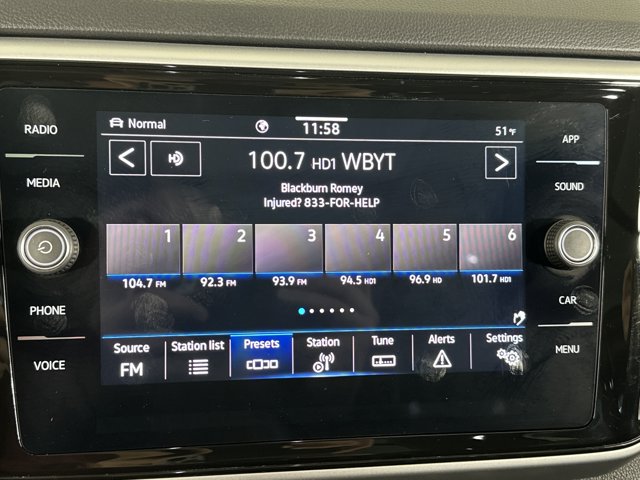 RADIO
MEDIA
PHONE
VOICE
Normal
11:58
51 °F
100.7 HD1 WBYT
Blackburn Romey
Injured? 833-FOR-HELP
1 2 3 4 5 6
104.7 FM 92.3 FM 93.9 FM 94.5 HD1 96.9 HD 101.7 HD1
Source Station list Presets Station Tune Alerts Settings
FM
APP
SOUND
CAR
MENU